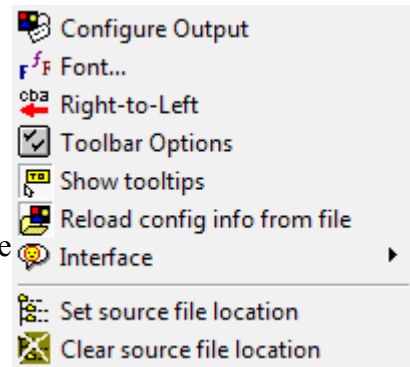 Configure Output
Font...
Right-to-Left
Toolbar Options
Show tooltips
Reload config info from file
e Interface
Set source file location
Clear source file location